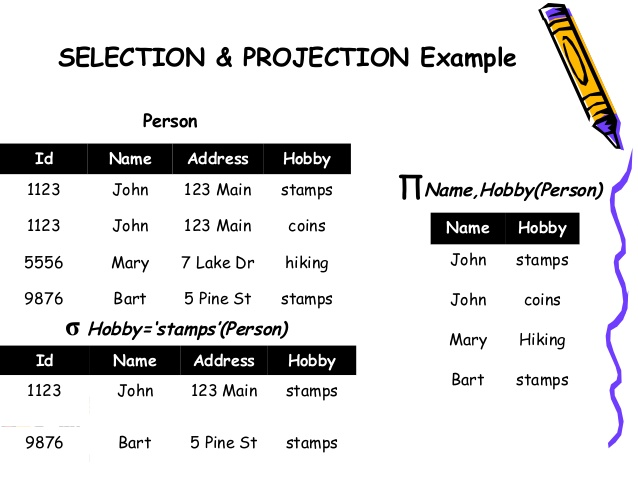 SELECTION & PROJECTION Example
Person
Id Name Address Hobby
1123 John 123 Main stamps
1123 John 123 Main coins
5556 Mary 7 Lake Dr hiking
9876 Bart 5 Pine St stamps
σ Hobby='stamps'(Person)
Id Name Address Hobby
1123 John 123 Main stamps
9876 Bart 5 Pine St stamps
∏Name,Hobby(Person)
Name Hobby
John stamps
John coins
Mary Hiking
Bart stamps